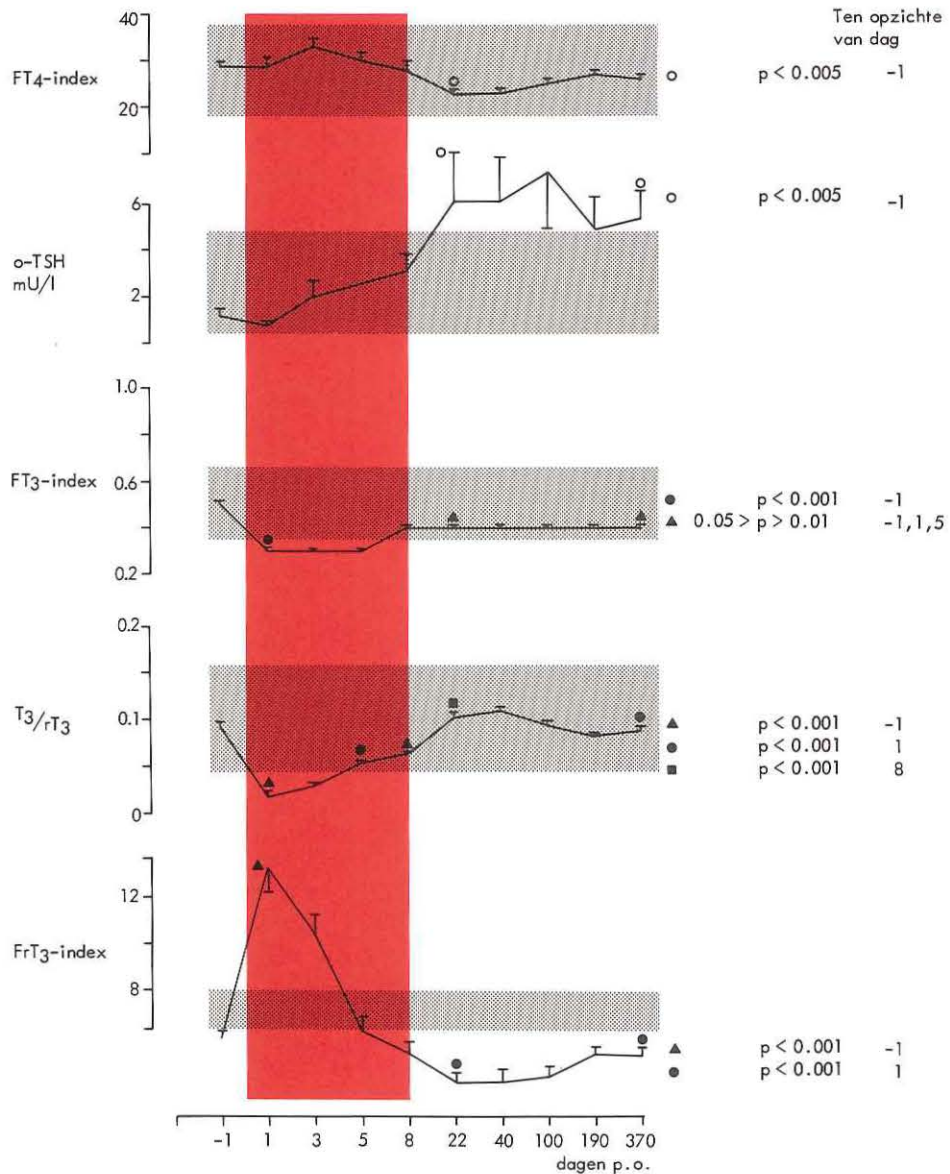 Ten opzichte
van dag
40
FT4-index
20
p < 0.005 -1
6
o-TSH
mU/l
2
p < 0.005 -1
1.0
FT3-index
0.6
0.2
p < 0.001 -1
0.05 > p > 0.01 -1,1,5
0.2
T3/rT3
0.1
0
p < 0.001 -1
p < 0.001 1
p < 0.001 8
12
FrT3-index
8
p < 0.001 -1
p < 0.001 1
-1 1 3 5 8 22 40 100 190 370
dagen p.o.